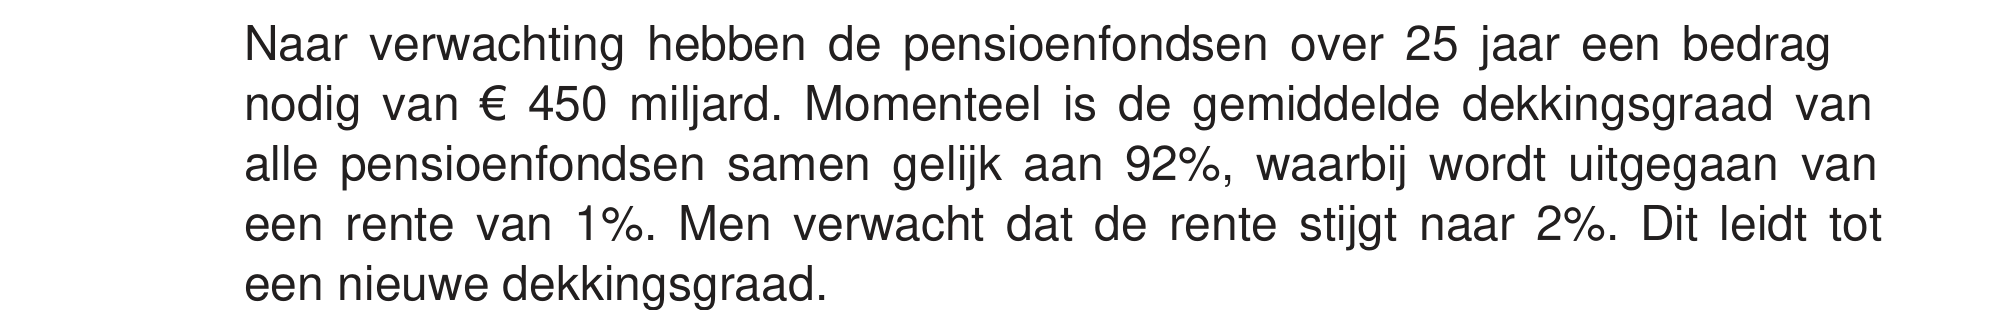 Naar verwachting hebben de pensioenfondsen over 25 jaar een bedrag
nodig van € 450 miljard. Momenteel is de gemiddelde dekkingsgraad van
alle pensioenfondsen samen gelijk aan 92%, waarbij wordt uitgegaan van
een rente van 1%. Men verwacht dat de rente stijgt naar 2%. Dit leidt tot
een nieuwe dekkingsgraad.